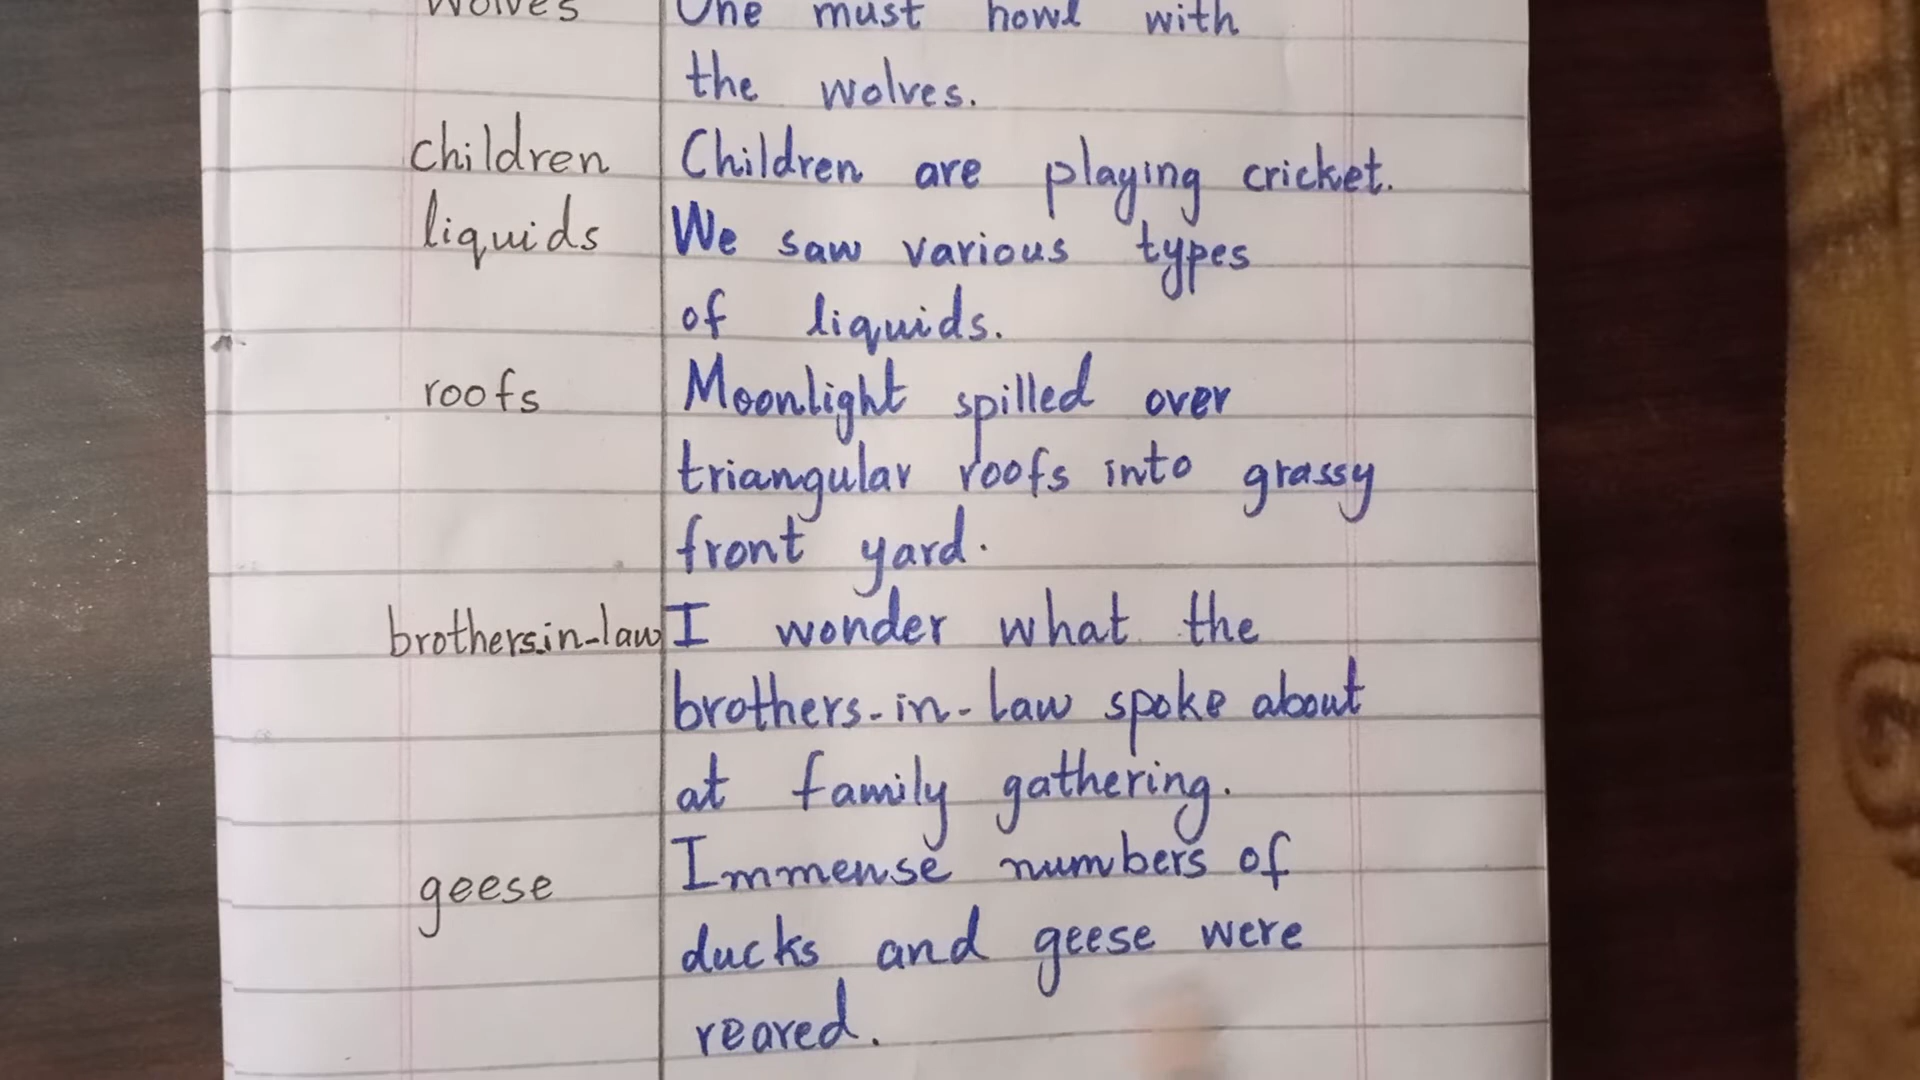 wolves One must howl with
the wolves.
children Children are playing cricket.
liquids We saw various types
of liquids.
roofs Moonlight spilled over
triangular roofs into grassy
front yard.
brothers-in-law I wonder what the
brothers-in-law spoke about
at family gathering.
geese Immense numbers of
ducks and geese were
reared.